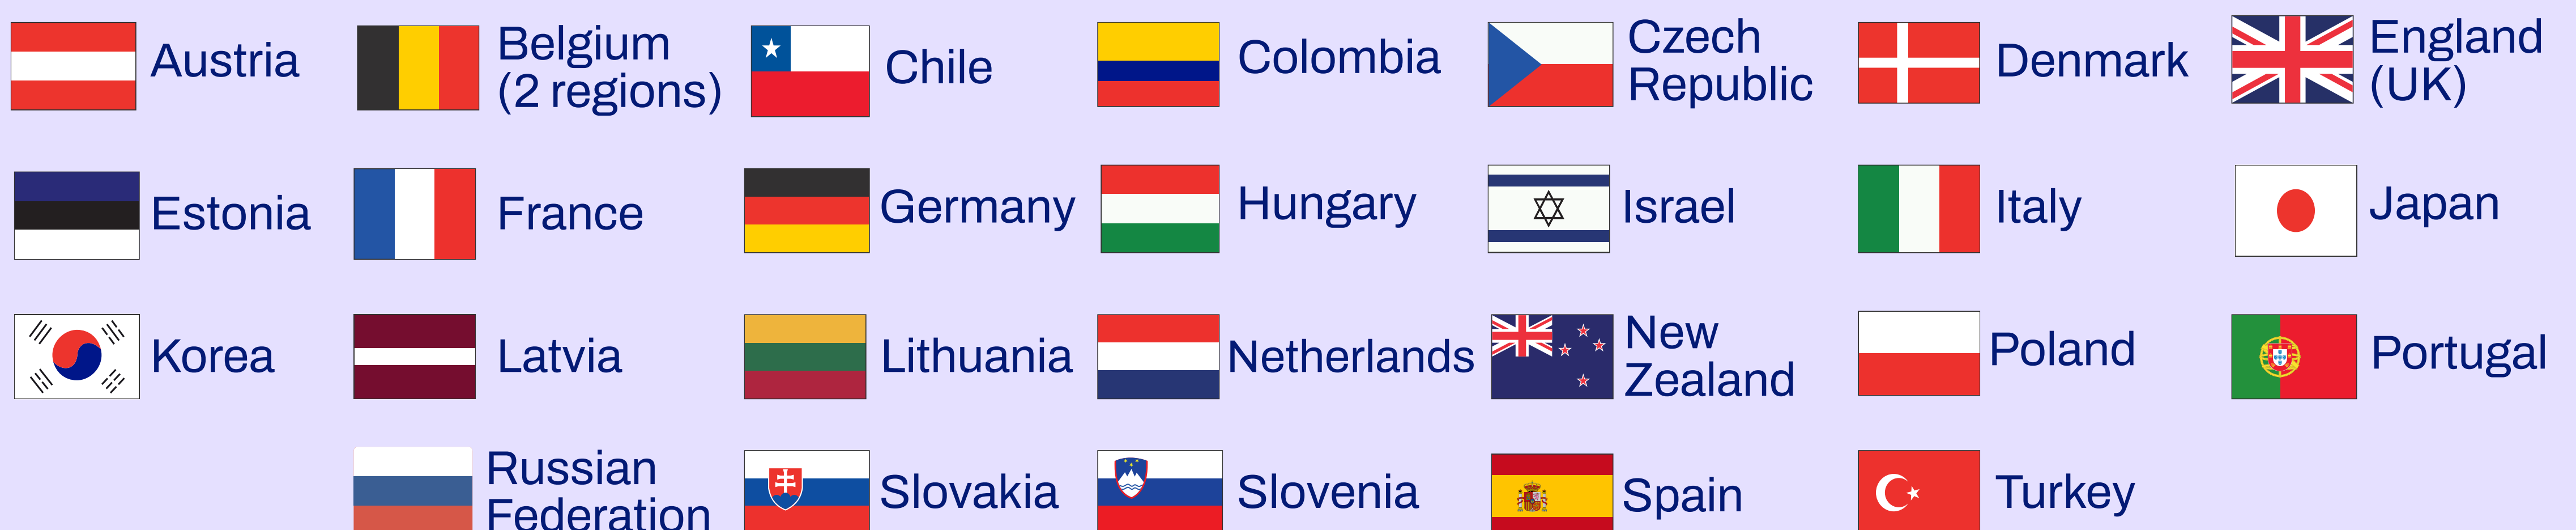 Austria
Belgium
(2 regions)
Chile
Colombia
Czech
Republic
Denmark
England
(UK)
Estonia
France
Germany
Hungary
Israel
Italy
Japan
Korea
Latvia
Lithuania
Netherlands
New
Zealand
Poland
Portugal
Russian
Federation
Slovakia
Slovenia
Spain
Turkey